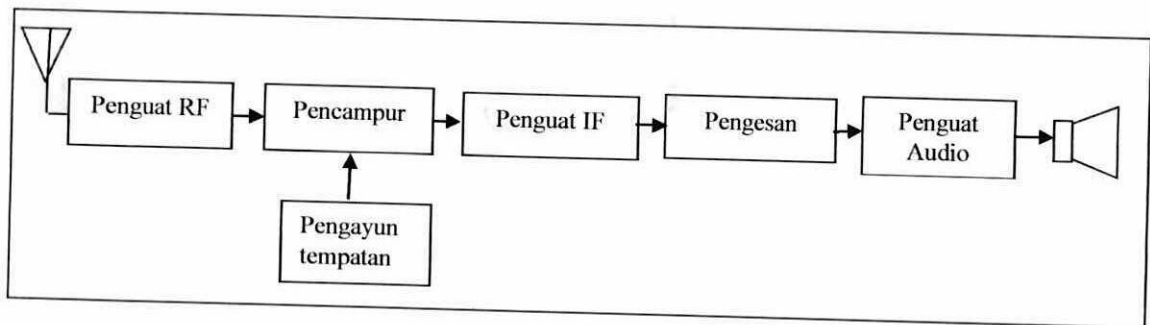 Penguat RF
Pencampur
Penguat IF
Pengesan
Penguat
Audio
Pengayun
tempatan